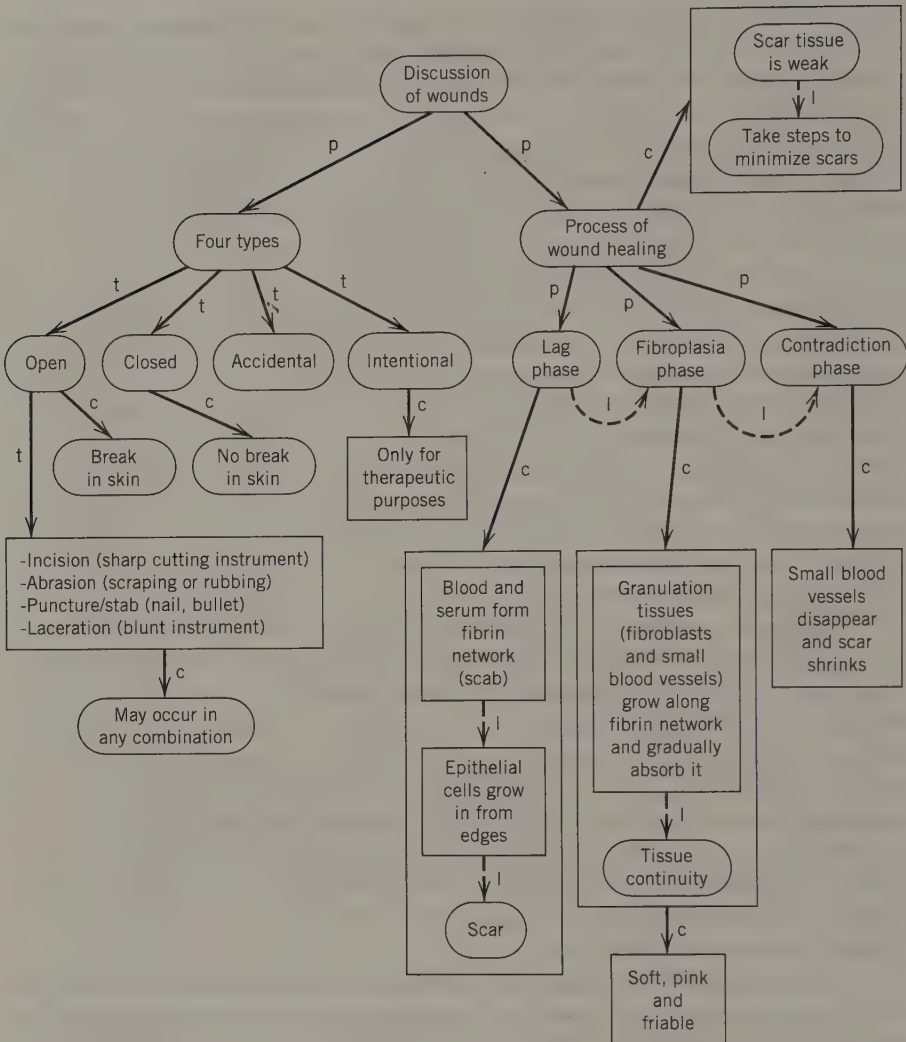 Discussion
of wounds
Scar tissue
is weak
l
Take steps to
minimize scars
p
p
c
Four types
Process of
wound healing
t
t
t
t
p
p
p
Open
Closed
Accidental
Intentional
Lag
phase
Fibroplasia
phase
Contradiction
phase
l
l
t
c
c
c
Break
in skin
No break
in skin
Only for
therapeutic
purposes
c
c
c
-Incision (sharp cutting instrument)
-Abrasion (scraping or rubbing)
-Puncture/stab (nail, bullet)
-Laceration (blunt instrument)
c
May occur in
any combination
Blood and
serum form
fibrin
network
(scab)
l
Epithelial
cells grow
in from
edges
l
Scar
Granulation
tissues
(fibroblasts
and small
blood vessels)
grow along
fibrin network
and gradually
absorb it
l
Tissue
continuity
c
Soft, pink
and
friable
Small blood
vessels
disappear
and scar
shrinks